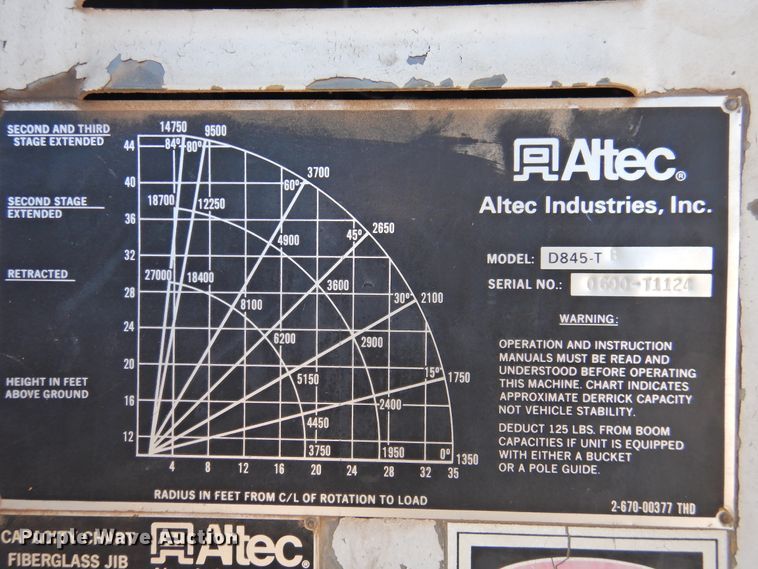 SECOND AND THIRD
STAGE EXTENDED
SECOND STAGE
EXTENDED
RETRACTED
HEIGHT IN FEET
ABOVE GROUND
14750
9500
84°
80°
44
40
36
32
28
24
20
16
12
3700
60°
18700
12250
4900
45°
2650
27000
18400
3600
8100
30°
2100
6200
2900
5150
15°
1750
2400
4450
3750
1950
0°
1350
4 8 12 16 20 24 28 32 35
RADIUS IN FEET FROM C/L OF ROTATION TO LOAD
Altec®
Altec Industries, Inc.
MODEL: D845-T
SERIAL NO.: 0600-T1124
WARNING:
OPERATION AND INSTRUCTION
MANUALS MUST BE READ AND
UNDERSTOOD BEFORE OPERATING
THIS MACHINE. CHART INDICATES
APPROXIMATE DERRICK CAPACITY
NOT VEHICLE STABILITY.
DEDUCT 125 LBS. FROM BOOM
CAPACITIES IF UNIT IS EQUIPPED
WITH EITHER A BUCKET
OR A POLE GUIDE.
2-670-00377 THD
CAPACITY CHART
FIBERGLASS JIB
Altec.
Purple Wave Auction